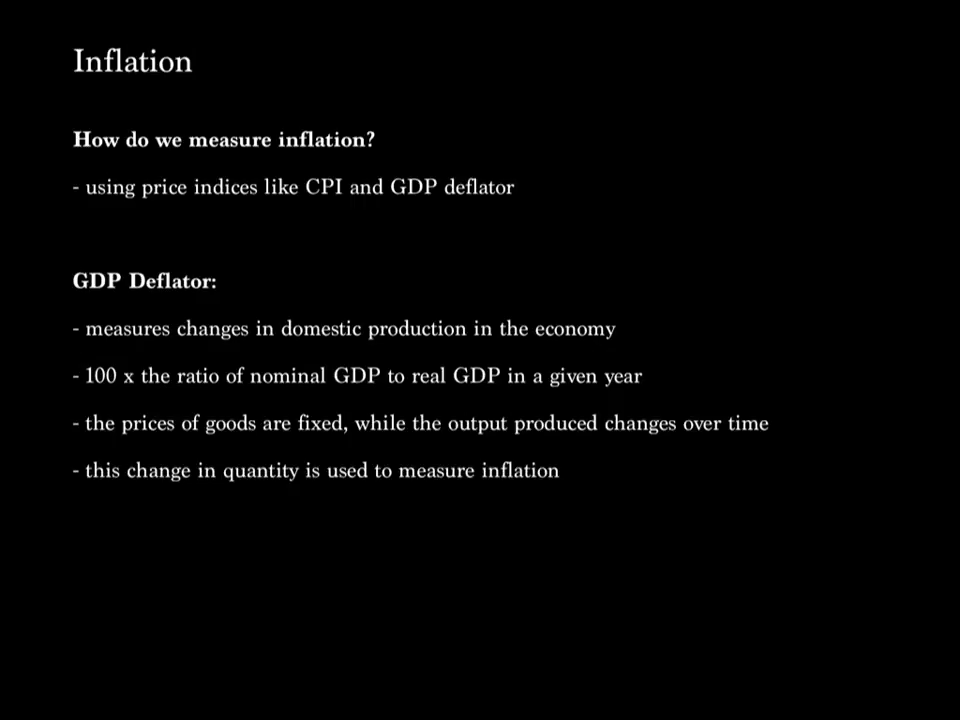 Inflation
How do we measure inflation?
- using price indices like CPI and GDP deflator
GDP Deflator:
- measures changes in domestic production in the economy
- 100 x the ratio of nominal GDP to real GDP in a given year
- the prices of goods are fixed, while the output produced changes over time
- this change in quantity is used to measure inflation